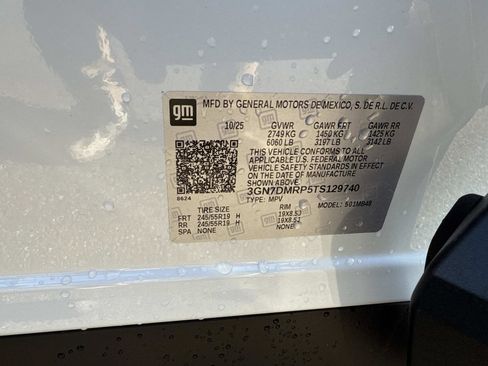 gm
MFD BY GENERAL MOTORS DE MEXICO, S. DE R.L. DE C.V.
10/25 GVWR GAWR FRT GAWR RR
2749 KG 1450 KG 1425 KG
6060 LB 3197 LB 3142 LB
THIS VEHICLE CONFORMS TO ALL
APPLICABLE U.S. FEDERAL MOTOR
VEHICLE SAFETY STANDARDS IN EFFECT
ON THE DATE OF MANUFACTURE
SHOWN ABOVE.
3GN7DMRP5TS129740
8624 TYPE: MPV MODEL: 501MB48
TIRE SIZE RIM
FRT 245/55R19 H 19X8.5J
RR 245/55R19 H 19X8.5J
SPA NONE NONE